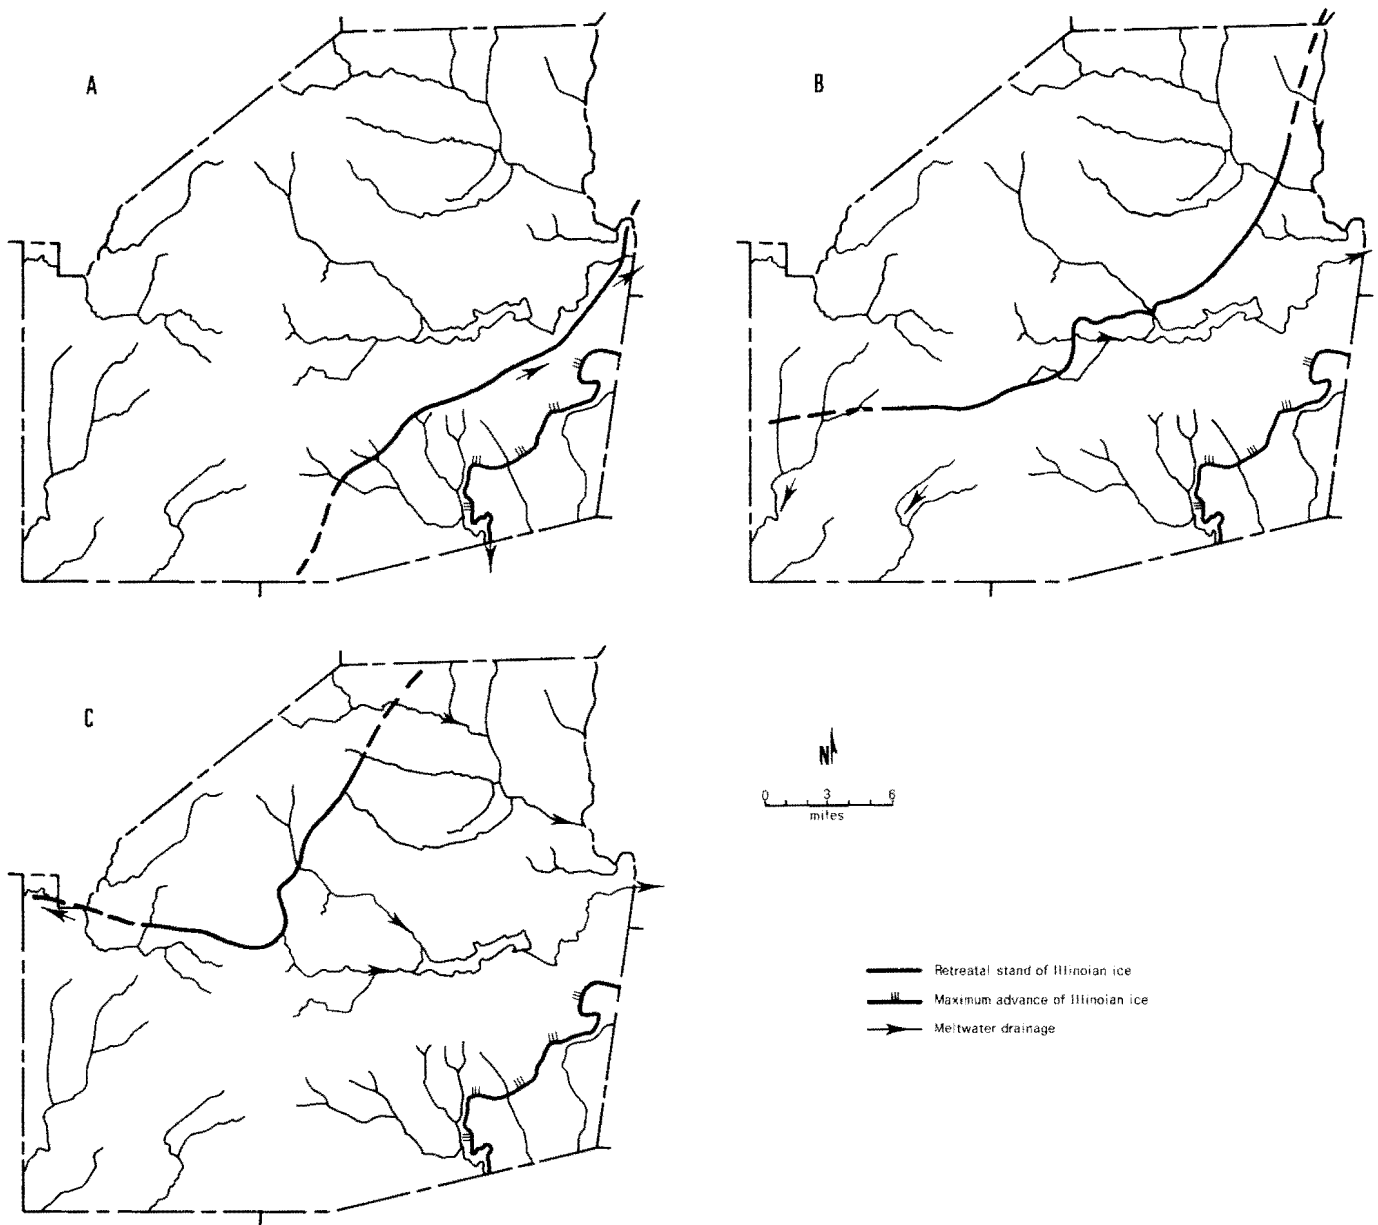 A
B
C
N
0 3 6
miles
Retreatal stand of Illinoian ice
Maximum advance of Illinoian ice
Meltwater drainage